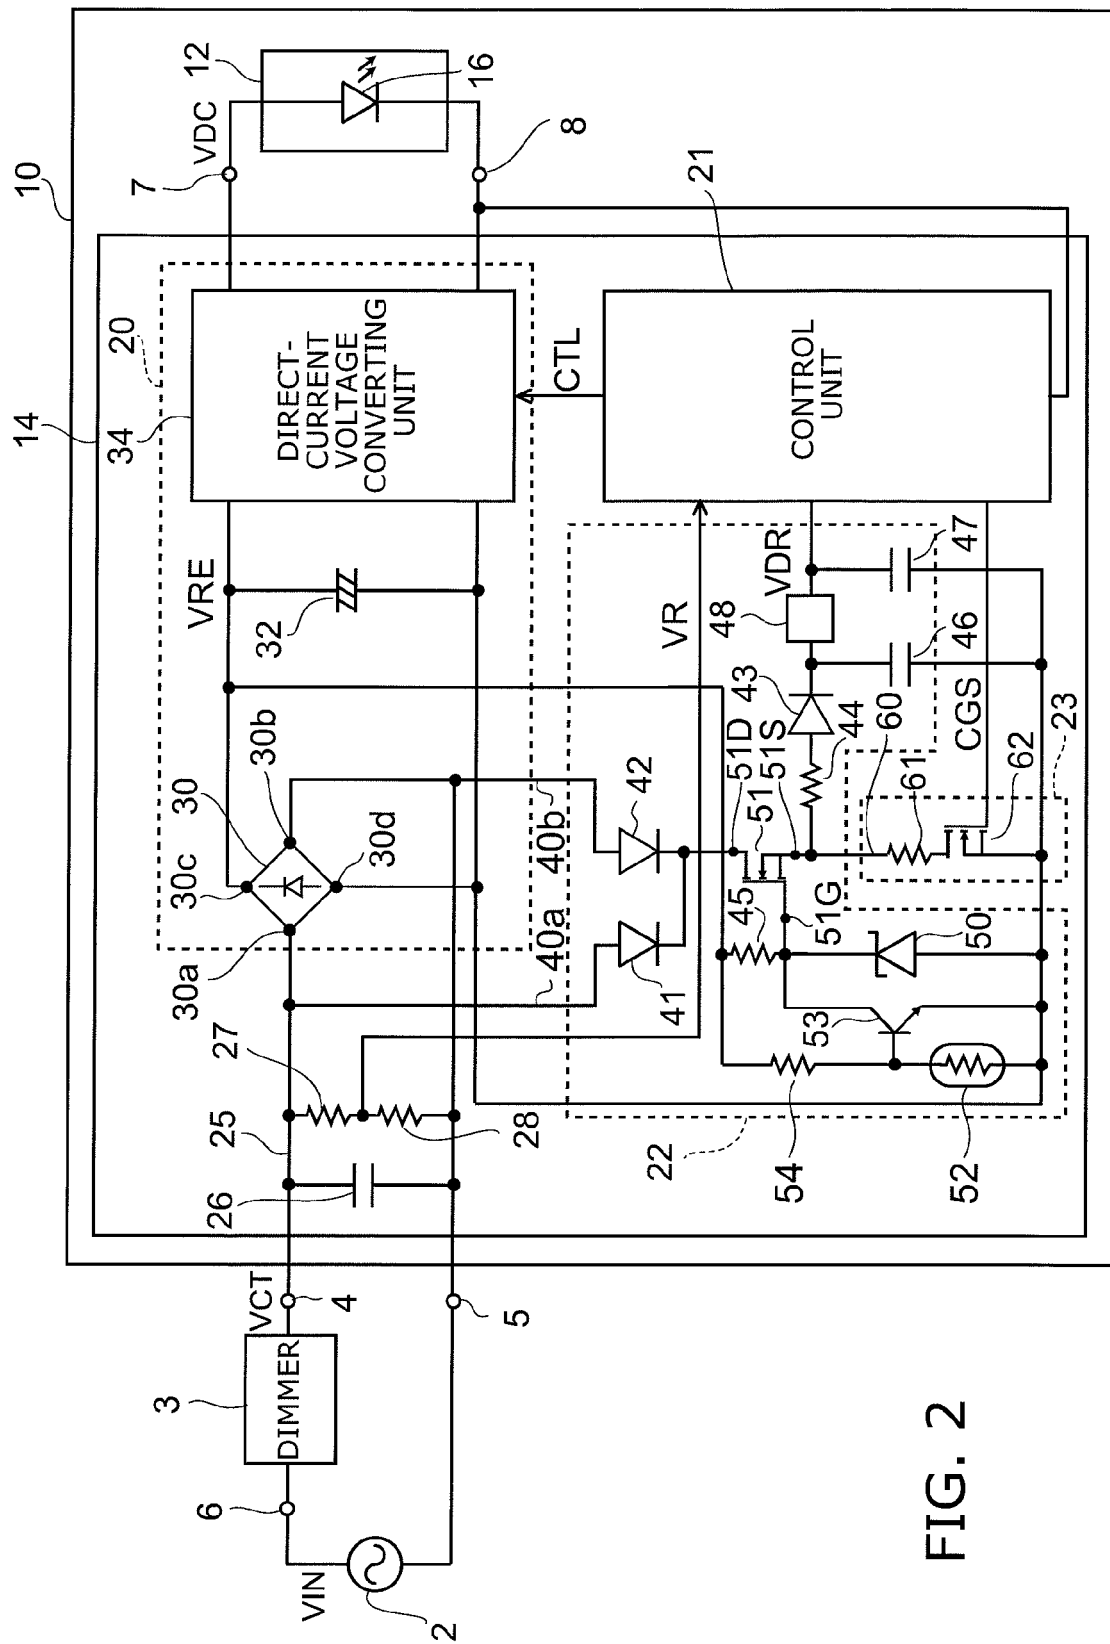 10
14
20
34
12
16
VDC
7
8
21
DIRECT-
CURRENT
VOLTAGE
CONVERTING
UNIT
CTL
CONTROL
UNIT
VRE
32
30
30a
30b
30c
30d
VR
VDR
48
47
46
43
44
CGS
60
61
62
23
51D
51S
51
51G
45
42
41
40b
40a
50
53
52
54
22
27
28
25
26
VCT
4
5
3
DIMMER
6
VIN
2
FIG. 2